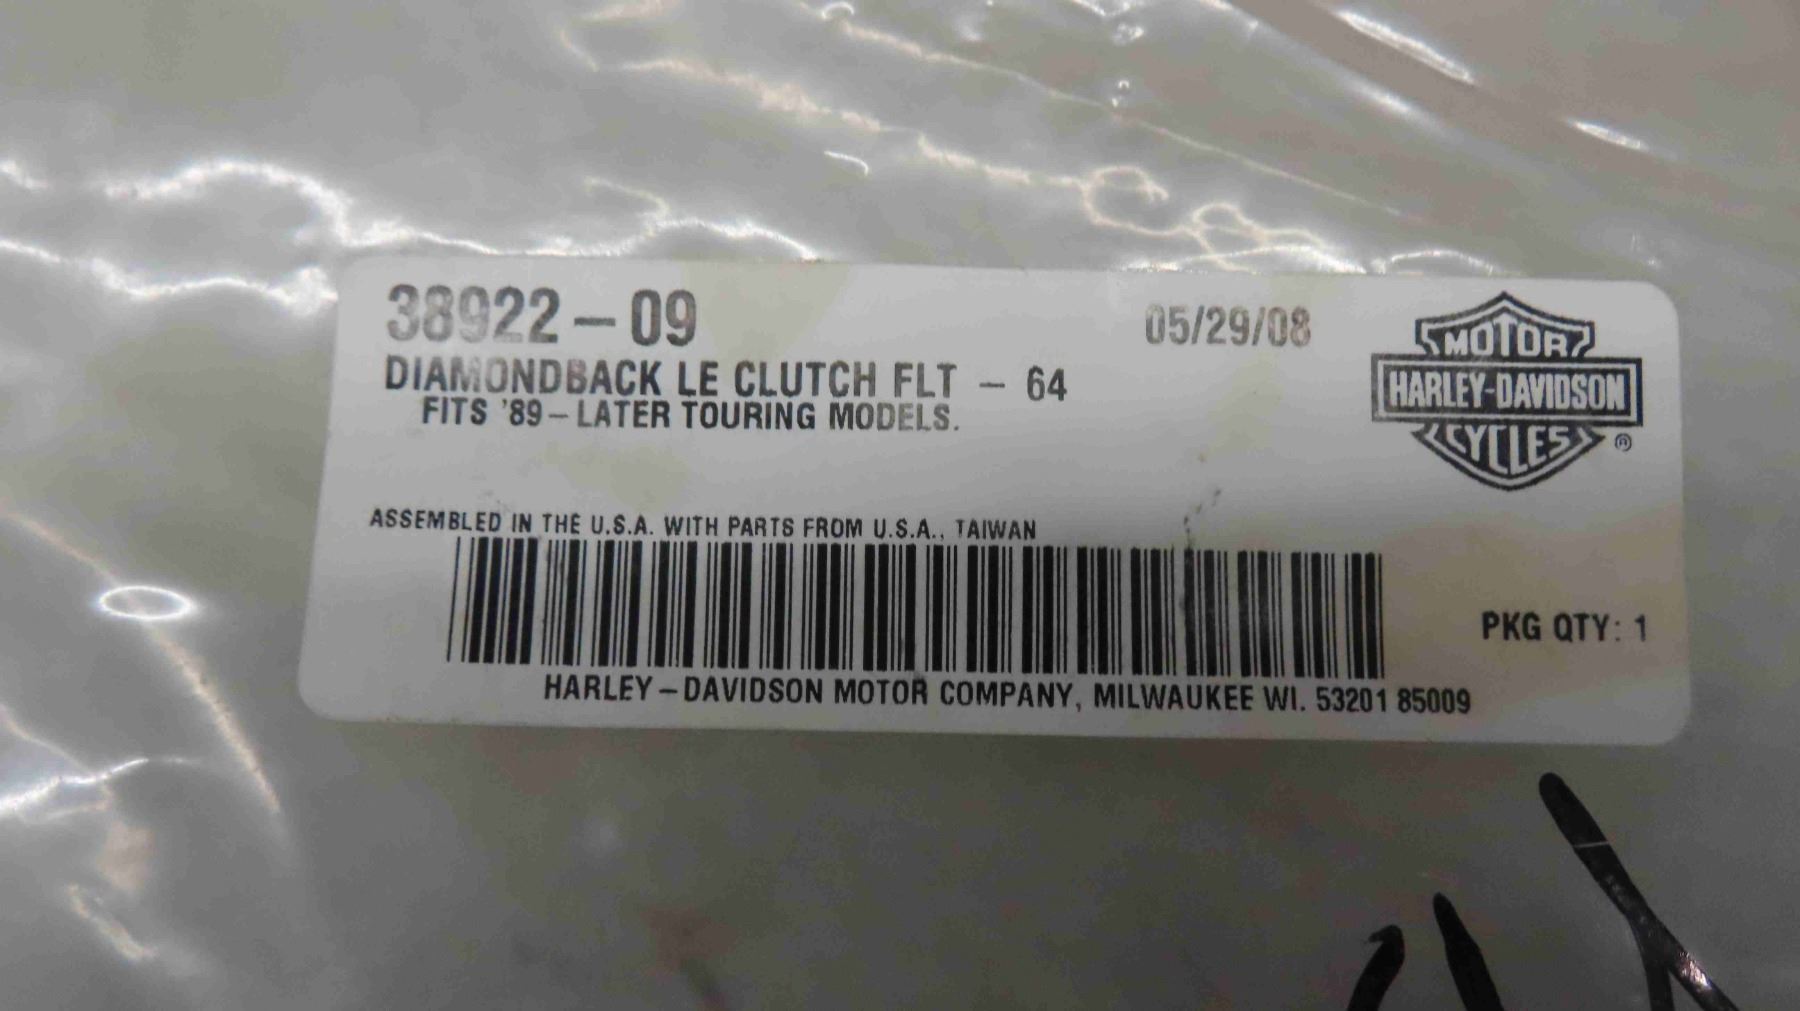 38922-09 05/29/08
DIAMONDBACK LE CLUTCH FLT - 64
FITS '89-LATER TOURING MODELS.
MOTOR
HARLEY-DAVIDSON
CYCLES ®
ASSEMBLED IN THE U.S.A. WITH PARTS FROM U.S.A., TAIWAN
PKG QTY: 1
HARLEY-DAVIDSON MOTOR COMPANY, MILWAUKEE WI. 53201 85009